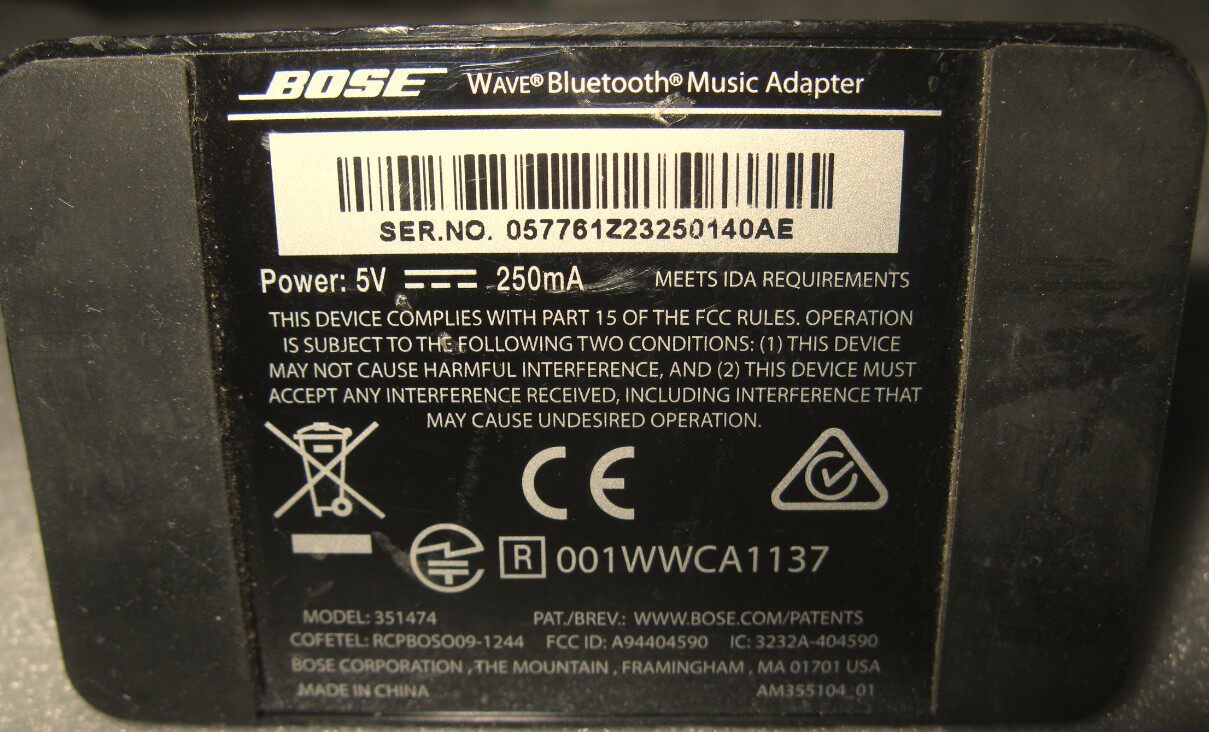 BOSE WAVE® Bluetooth® Music Adapter
SER.NO. 057761Z23250140AE
Power: 5V 250mA MEETS IDA REQUIREMENTS
THIS DEVICE COMPLIES WITH PART 15 OF THE FCC RULES. OPERATION
IS SUBJECT TO THE FOLLOWING TWO CONDITIONS: (1) THIS DEVICE
MAY NOT CAUSE HARMFUL INTERFERENCE, AND (2) THIS DEVICE MUST
ACCEPT ANY INTERFERENCE RECEIVED, INCLUDING INTERFERENCE THAT
MAY CAUSE UNDESIRED OPERATION.
CE
R 001WWCA1137
MODEL: 351474 PAT./BREV.: WWW.BOSE.COM/PATENTS
COFETEL: RCPBOSO09-1244 FCC ID: A94404590 IC: 3232A-404590
BOSE CORPORATION , THE MOUNTAIN , FRAMINGHAM , MA 01701 USA
MADE IN CHINA AM355104_01